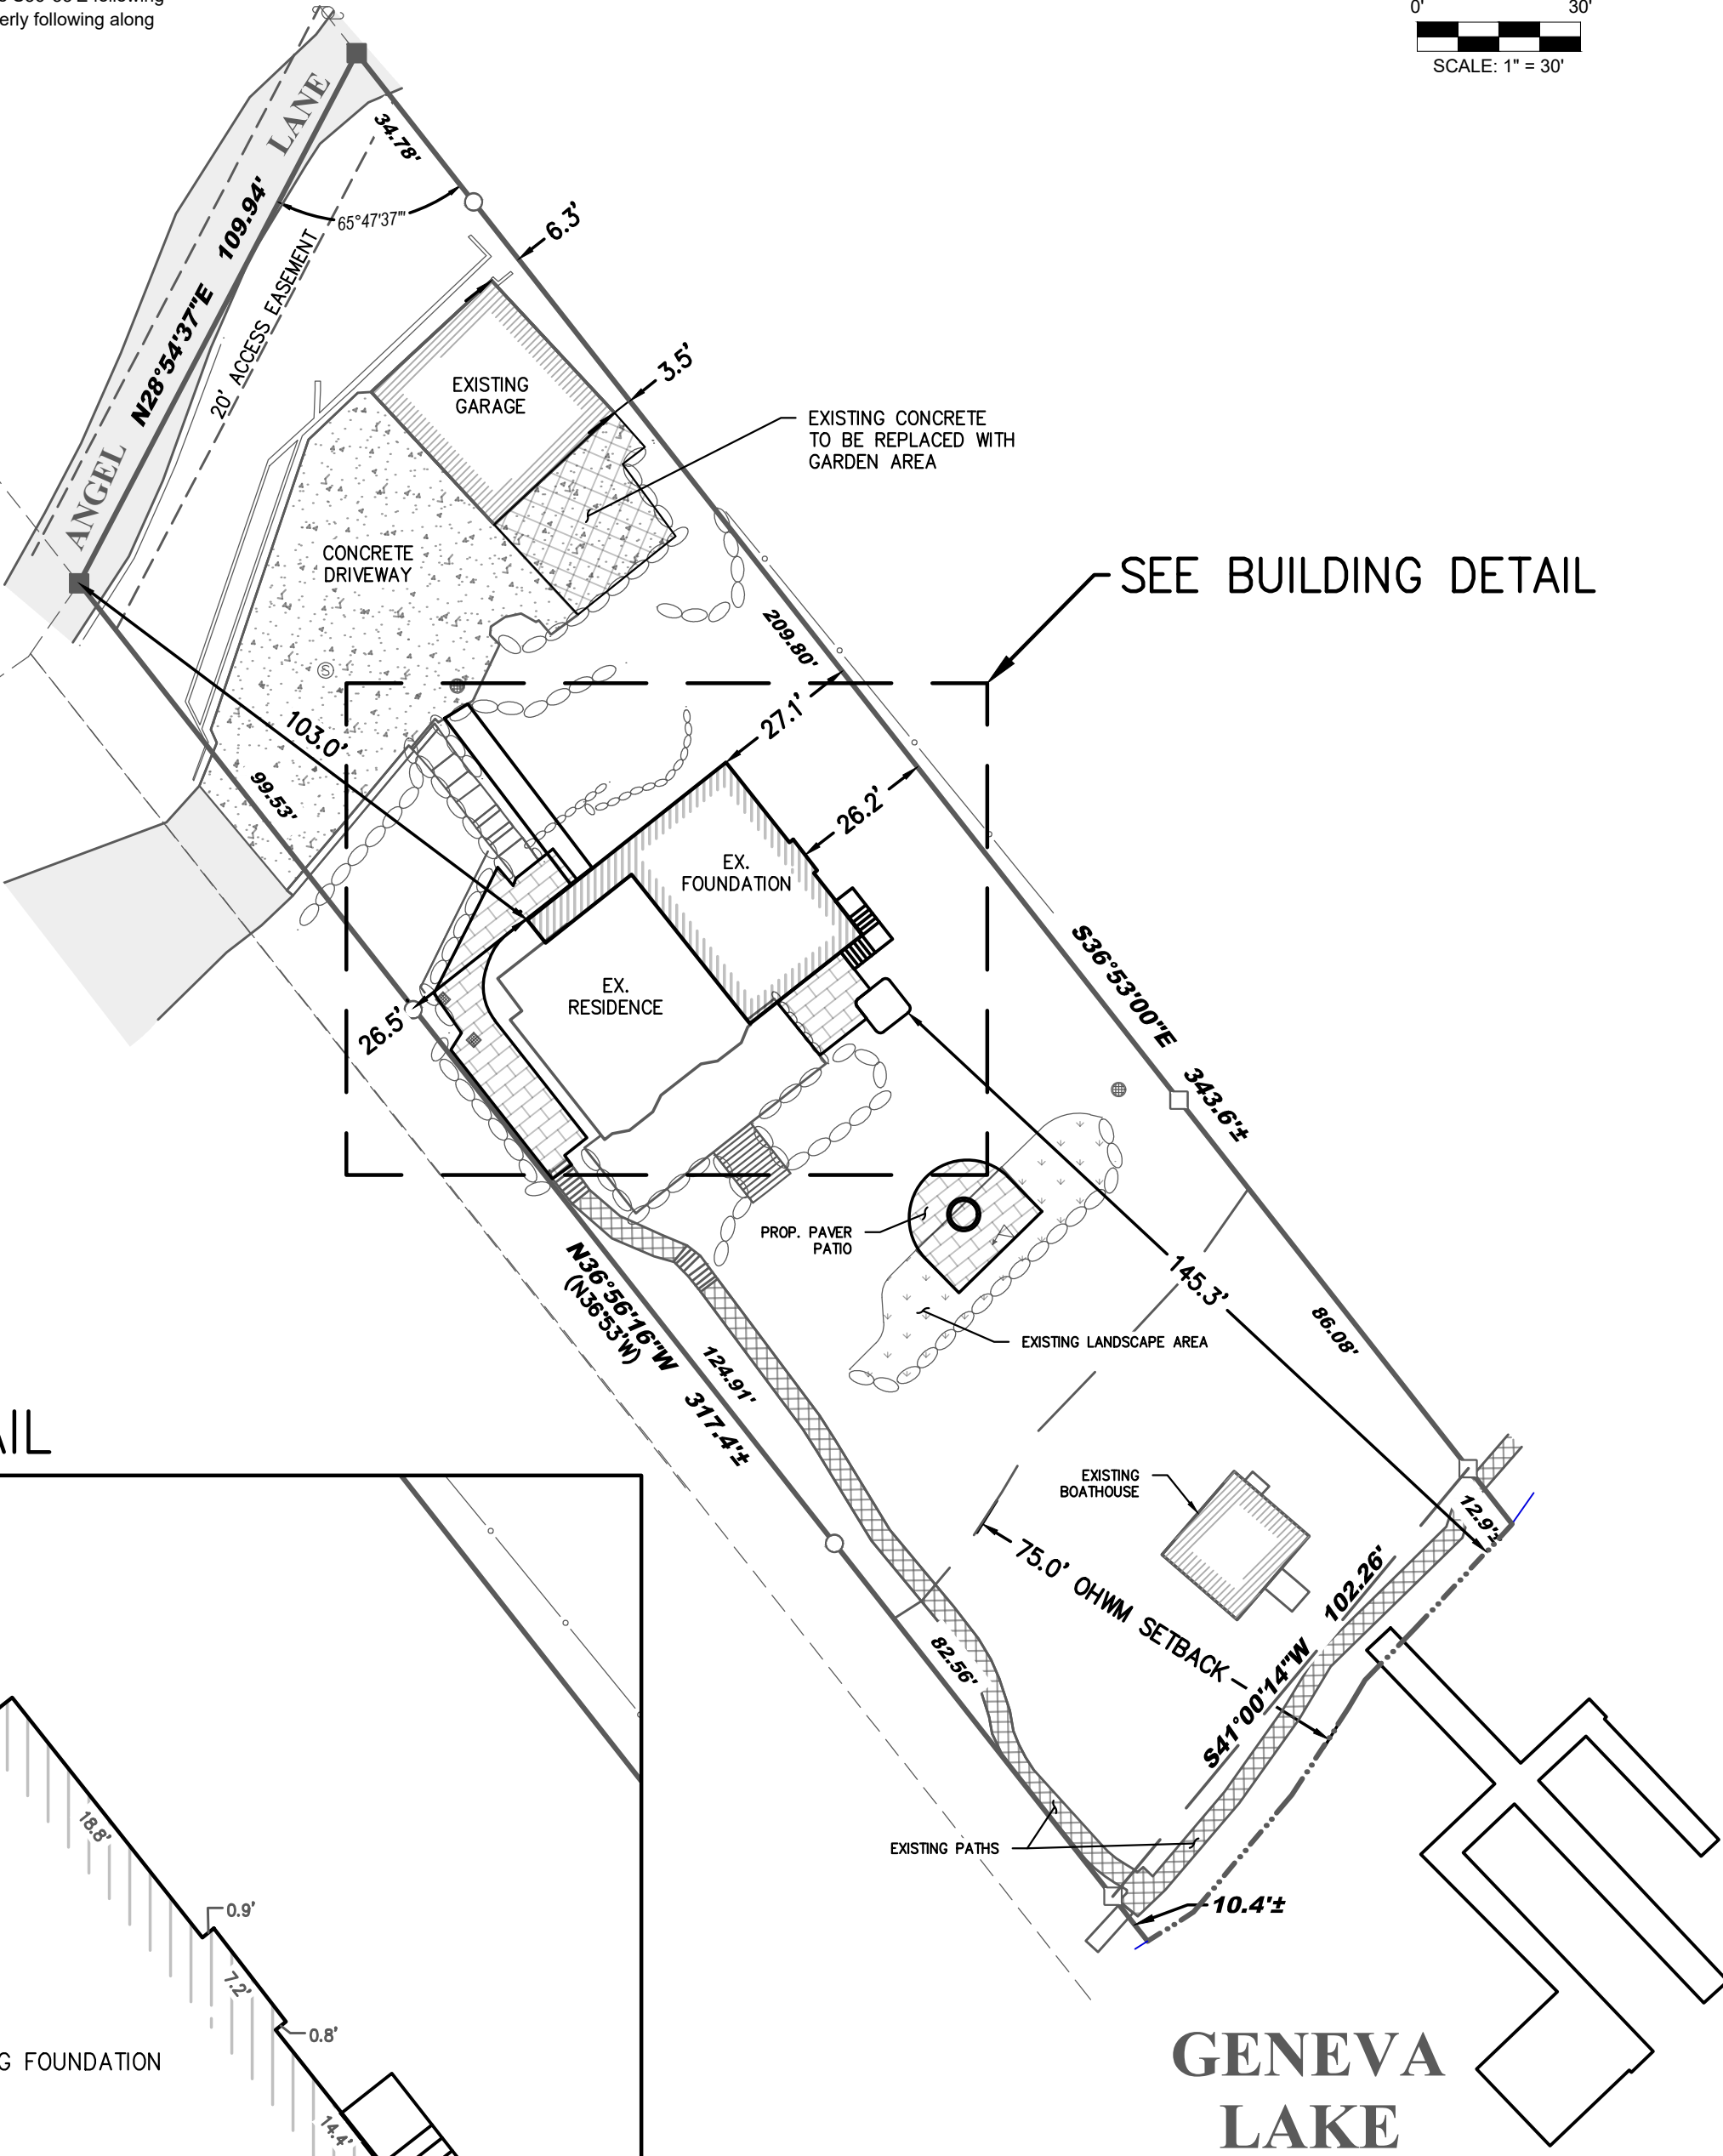 erly following along
0' 30'
SCALE: 1" = 30'
ANGEL LANE
N28°54'37"E 109.94'
34.78'
65°47'37"'
20' ACCESS EASEMENT
6.3'
3.5'
EXISTING
GARAGE
EXISTING CONCRETE
TO BE REPLACED WITH
GARDEN AREA
CONCRETE
DRIVEWAY
S
SEE BUILDING DETAIL
209.80'
27.1'
26.2'
103.0'
99.53'
EX.
FOUNDATION
EX.
RESIDENCE
26.5'
S36°53'00"E 343.6'±
PROP. PAVER
PATIO
145.3'
EXISTING LANDSCAPE AREA
86.08'
N36°56'16"W 317.4'±
(N36°53'W)
124.91'
EXISTING
BOATHOUSE
12.9'±
75.0' OHWM SETBACK
S41°00'14"W 102.26'
82.56'
EXISTING PATHS
10.4'±
AIL
18.8'
0.9'
7.2'
0.8'
G FOUNDATION
14.4'
GENEVA
LAKE